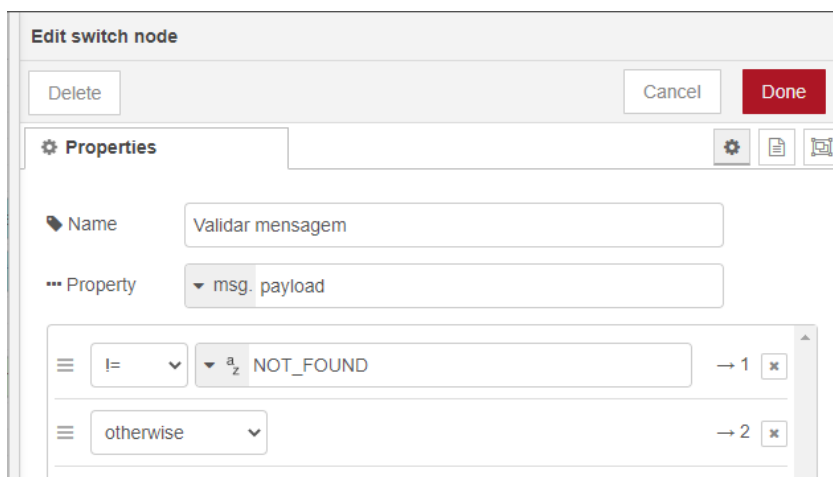 Edit switch node
Delete Cancel Done
Properties
Name Validar mensagem
Property msg. payload
!= a z NOT_FOUND → 1 ×
otherwise → 2 ×